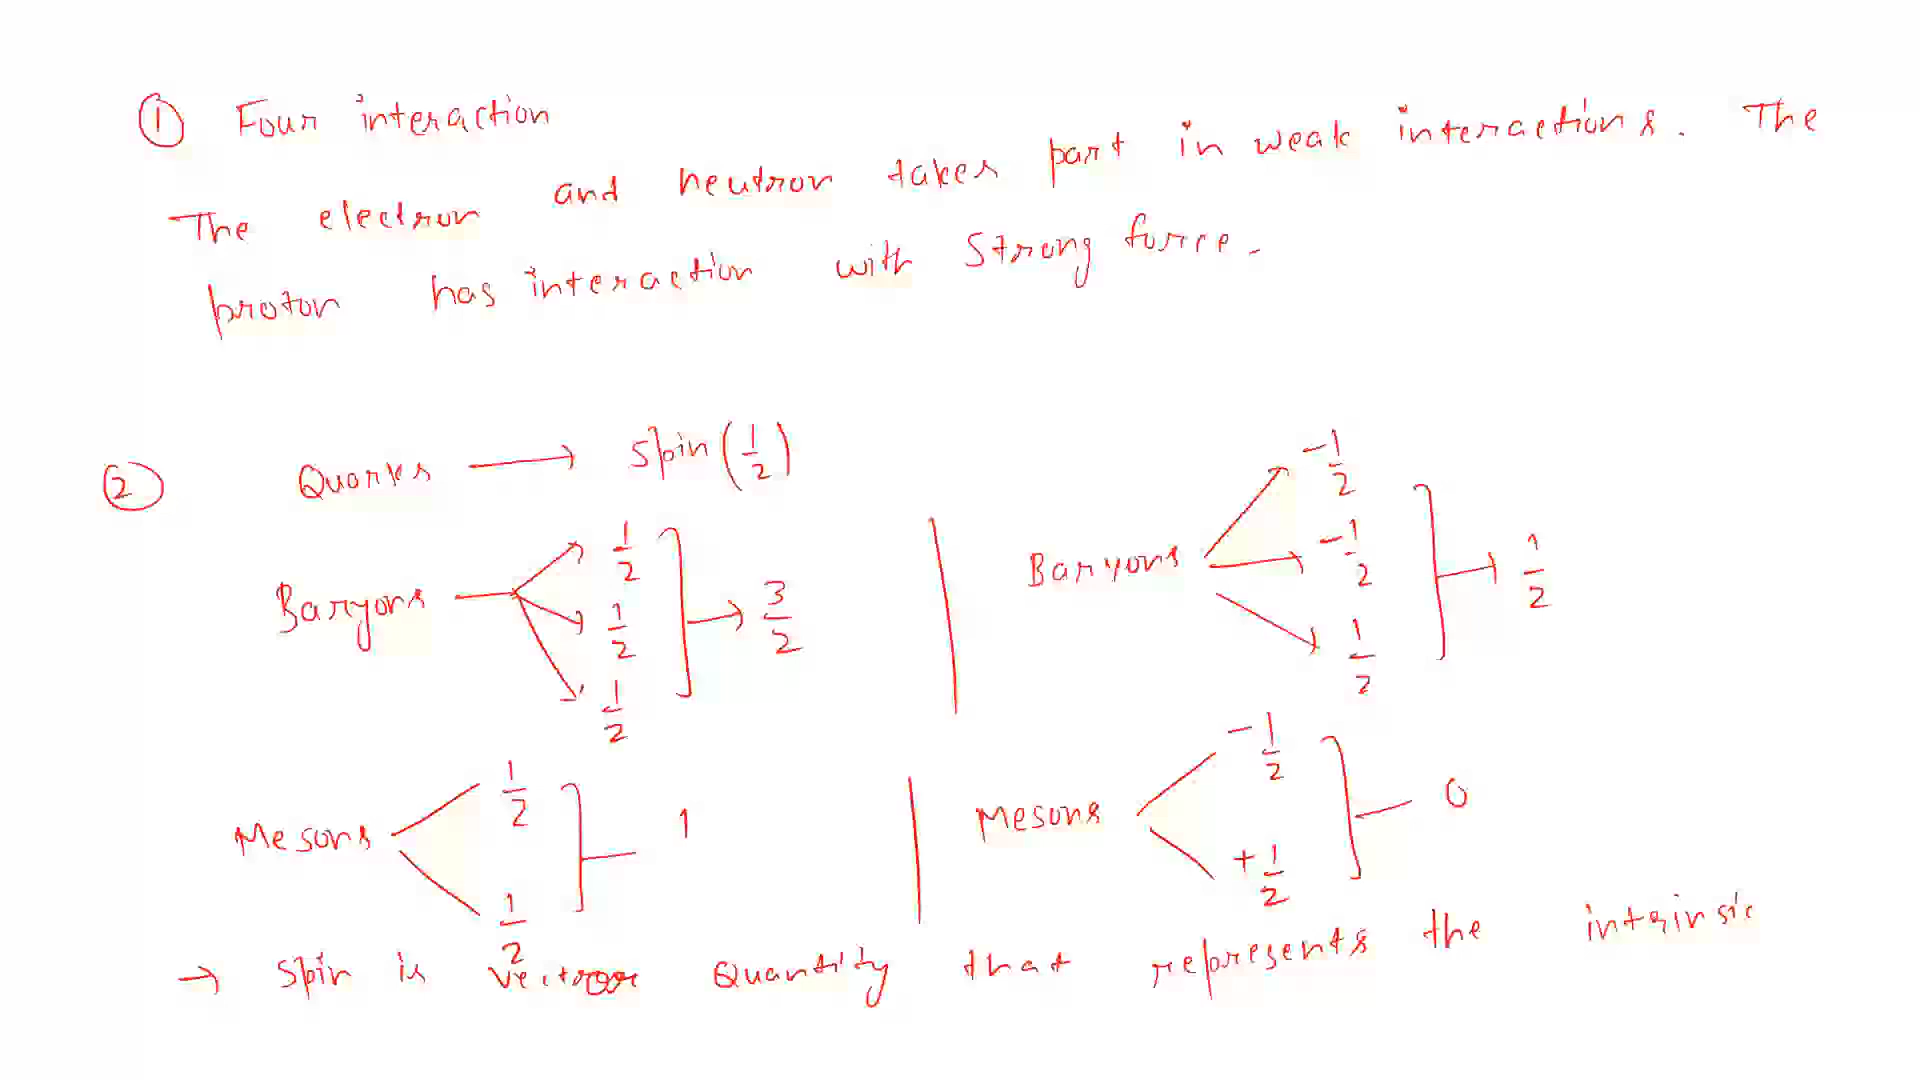 ① Four interaction
The electron and neutron takes part in weak interactions. The
proton has interaction with strong force.
② Quarks → spin (1/2)
Baryons → 1/2 1/2 1/2 ] → 3/2
Baryons → -1/2 -1/2 1/2 ] → 1/2
Mesons 1/2 1/2 ] - 1
Mesons -1/2 +1/2 ] - 0
→ Spin is vector quantity that represents the intrinsic